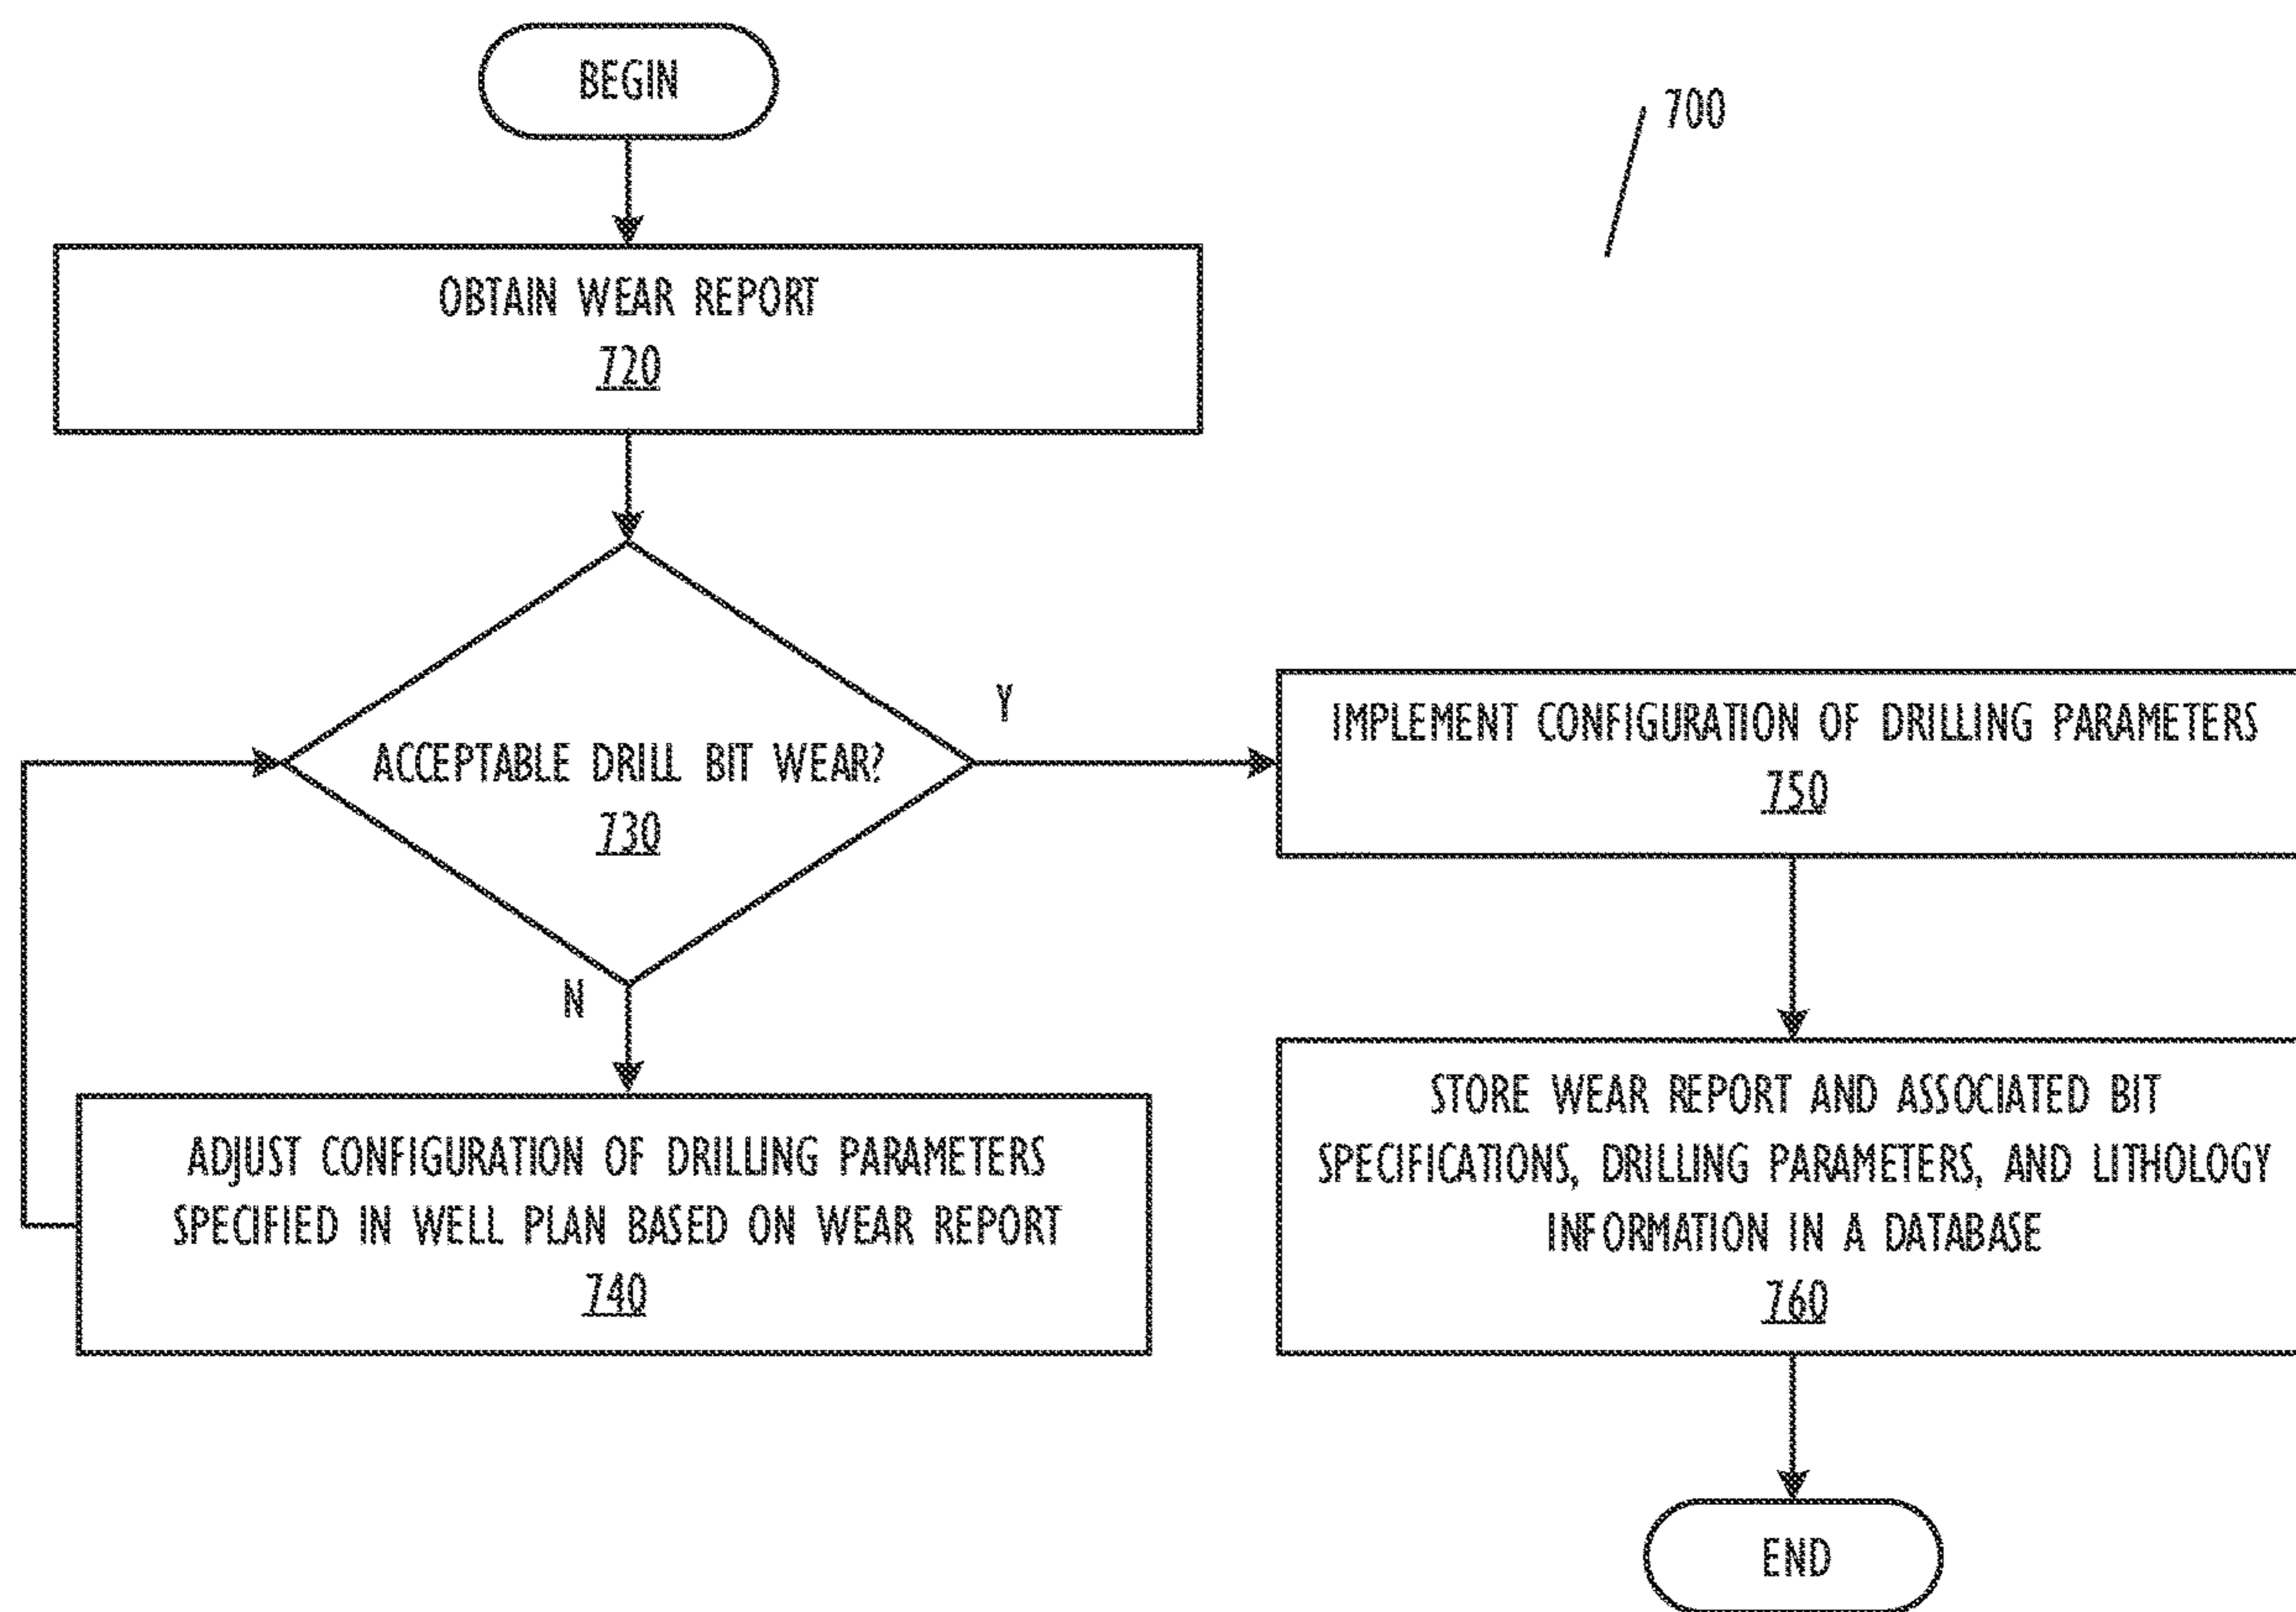 BEGIN
700
OBTAIN WEAR REPORT
720
ACCEPTABLE DRILL BIT WEAR?
730
Y
N
ADJUST CONFIGURATION OF DRILLING PARAMETERS
SPECIFIED IN WELL PLAN BASED ON WEAR REPORT
740
IMPLEMENT CONFIGURATION OF DRILLING PARAMETERS
750
STORE WEAR REPORT AND ASSOCIATED BIT
SPECIFICATIONS, DRILLING PARAMETERS, AND LITHOLOGY
INFORMATION IN A DATABASE
760
END